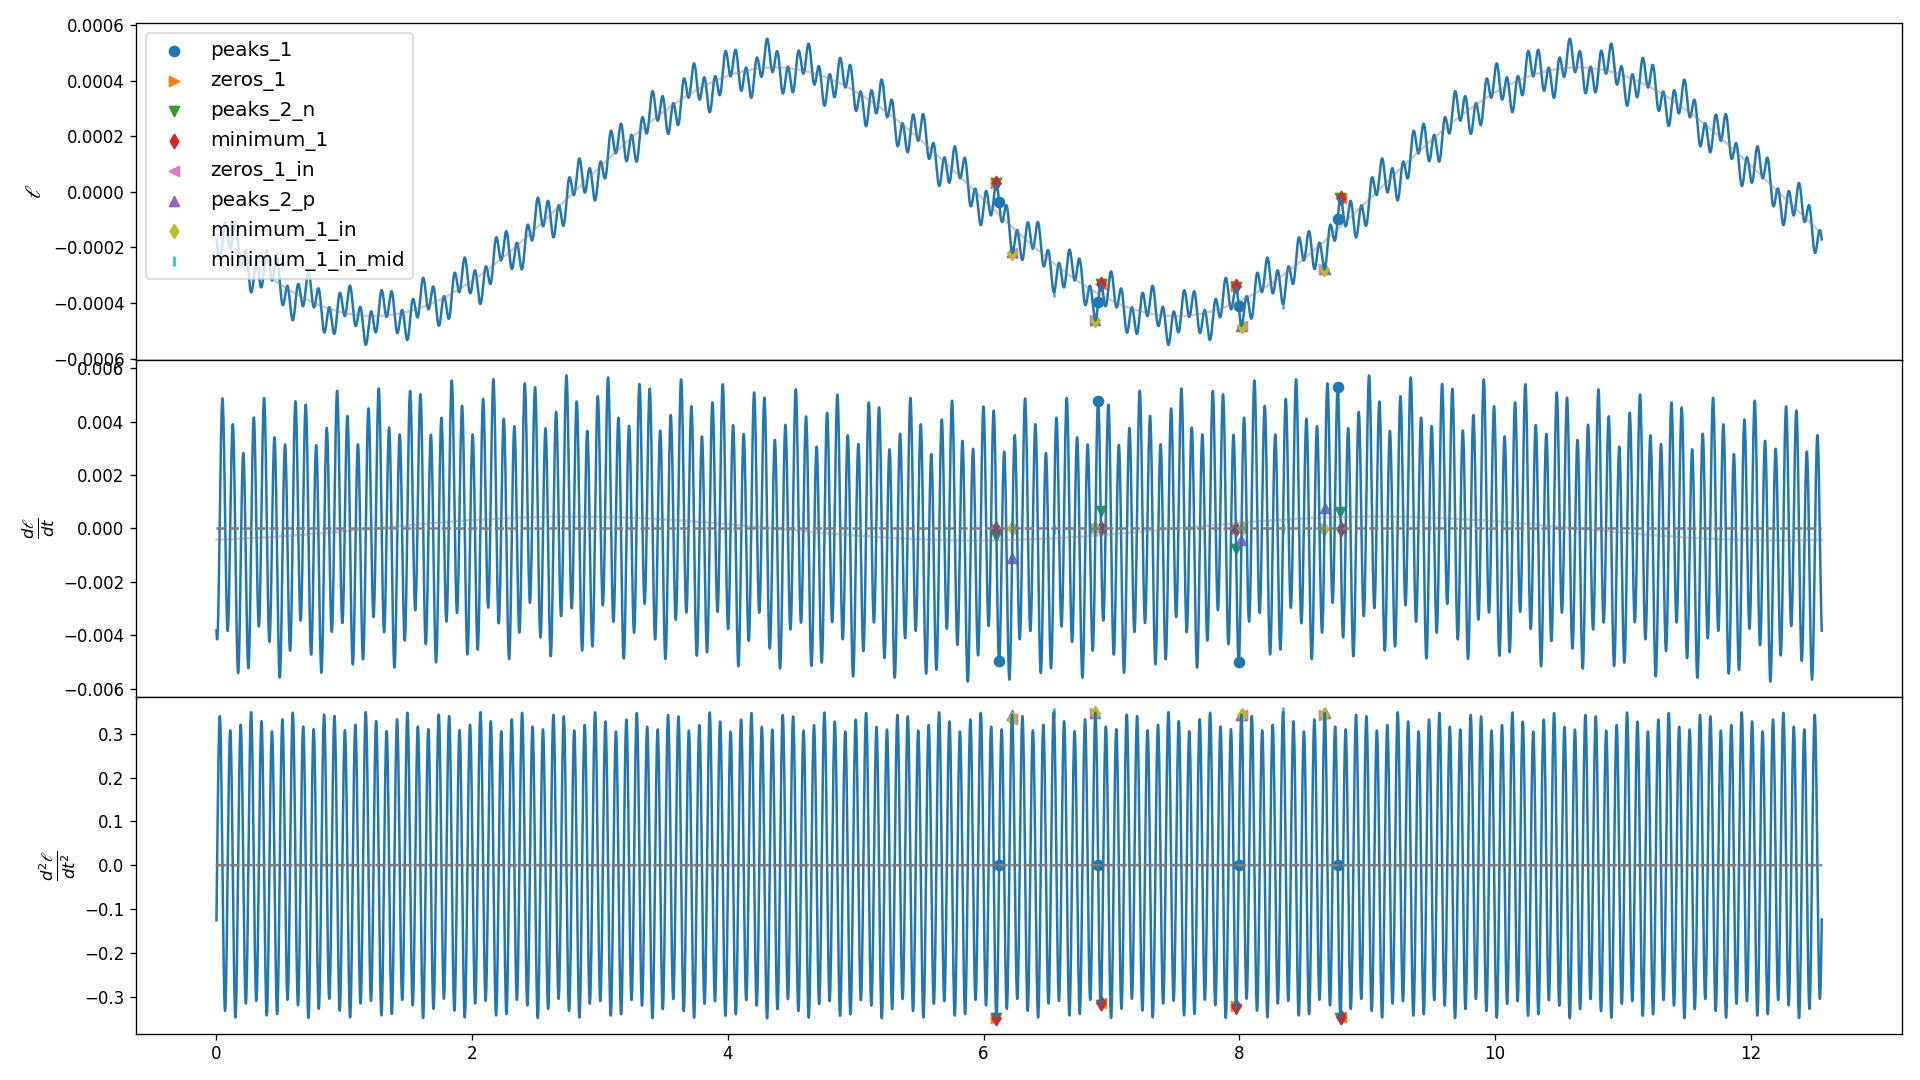 0.0006
0.0004
0.0002
0.0000
−0.0002
−0.0004
−0.0006
ℓ
peaks_1
zeros_1
peaks_2_n
minimum_1
zeros_1_in
peaks_2_p
minimum_1_in
minimum_1_in_mid
0.006
0.004
0.002
0.000
−0.002
−0.004
−0.006
dℓ/dt
0.3
0.2
0.1
0.0
−0.1
−0.2
−0.3
d²ℓ/dt²
0 2 4 6 8 10 12